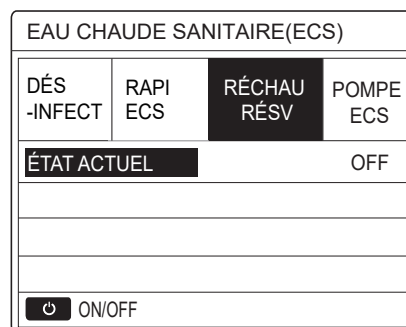 EAU CHAUDE SANITAIRE(ECS)
DÉS
-INFECT
RAPI
ECS
RÉCHAU
RÉSV
POMPE
ECS
ÉTAT ACTUEL OFF
ON/OFF